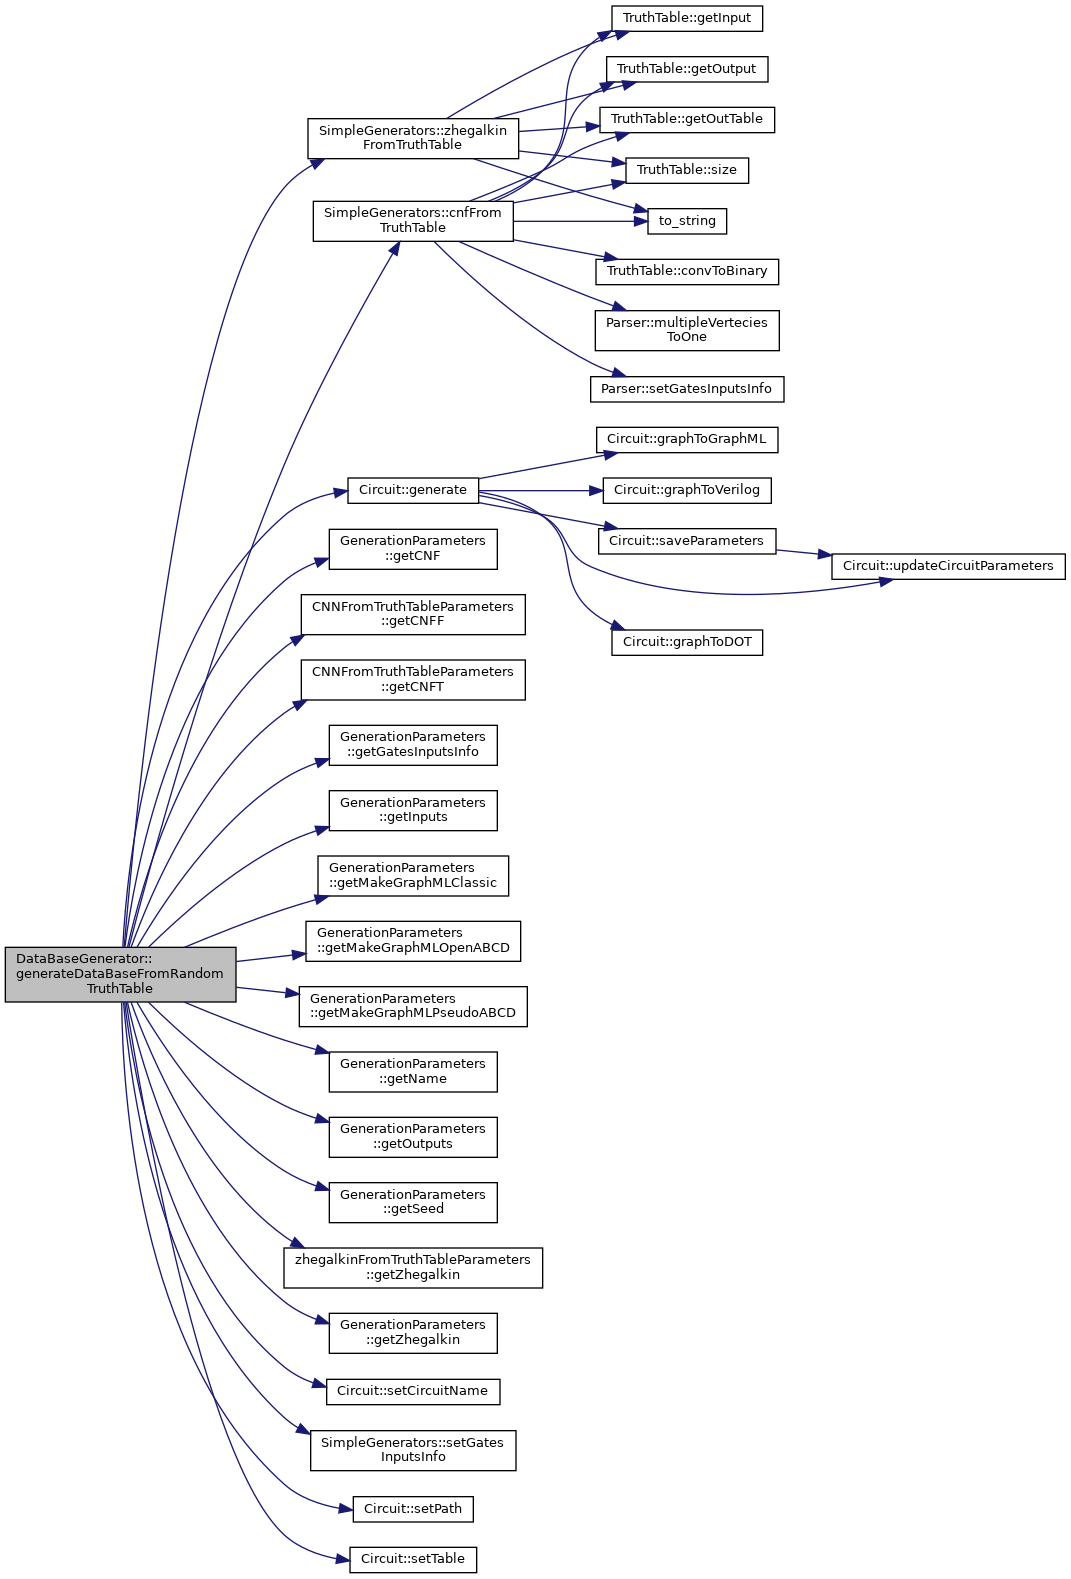 TruthTable::getInput
TruthTable::getOutput
TruthTable::getOutTable
SimpleGenerators::zhegalkin
FromTruthTable
TruthTable::size
SimpleGenerators::cnfFrom
TruthTable
to_string
TruthTable::convToBinary
Parser::multipleVertecies
ToOne
Parser::setGatesInputsInfo
Circuit::graphToGraphML
Circuit::generate
Circuit::graphToVerilog
Circuit::saveParameters
GenerationParameters
::getCNF
Circuit::updateCircuitParameters
CNNFromTruthTableParameters
::getCNFF
Circuit::graphToDOT
CNNFromTruthTableParameters
::getCNFT
GenerationParameters
::getGatesInputsInfo
GenerationParameters
::getInputs
GenerationParameters
::getMakeGraphMLClassic
GenerationParameters
::getMakeGraphMLOpenABCD
DataBaseGenerator::
generateDataBaseFromRandom
TruthTable
GenerationParameters
::getMakeGraphMLPseudoABCD
GenerationParameters
::getName
GenerationParameters
::getOutputs
GenerationParameters
::getSeed
zhegalkinFromTruthTableParameters
::getZhegalkin
GenerationParameters
::getZhegalkin
Circuit::setCircuitName
SimpleGenerators::setGates
InputsInfo
Circuit::setPath
Circuit::setTable